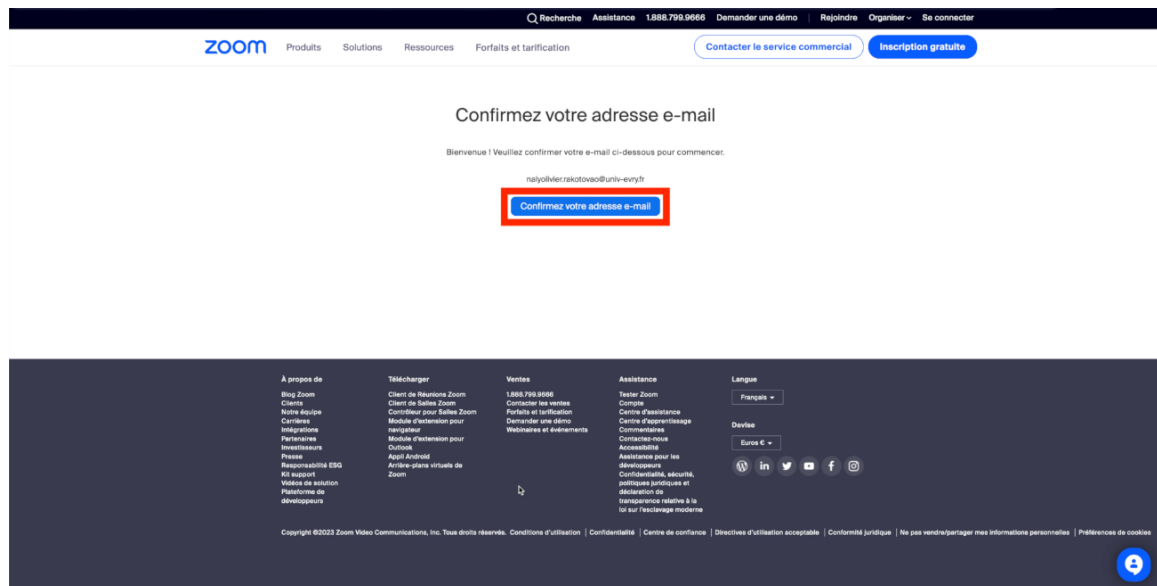 Recherche Assistance 1.888.799.9666 Demander une démo | Rejoindre Organiser Se connecter
zoom Produits Solutions Ressources Forfaits et tarification Contacter le service commercial Inscription gratuite
Confirmez votre adresse e-mail
Bienvenue ! Veuillez confirmer votre e-mail ci-dessous pour commencer.
nalyolivier.rakotovao@univ-evry.fr
Confirmez votre adresse e-mail
À propos de
Blog Zoom
Clients
Notre équipe
Carrières
Intégrations
Partenaires
Investisseurs
Presse
Responsabilité ESG
Kit support
Vidéos de solution
Plateforme de
développeurs
Télécharger
Client de Réunions Zoom
Client de Salles Zoom
Contrôleur pour Salles Zoom
Module d'extension pour
navigateur
Module d'extension pour
Outlook
Appli Android
Arrière-plans virtuels de
Zoom
Ventes
1.888.799.9666
Contacter les ventes
Forfaits et tarification
Demander une démo
Webinaires et événements
Assistance
Tester Zoom
Compte
Centre d'assistance
Centre d'apprentissage
Commentaires
Contactez-nous
Accessibilité
Assistance pour les
développeurs
Confidentialité, sécurité,
politiques juridiques et
déclaration de
transparence relative à la
loi sur l'esclavage moderne
Langue
Français
Devise
Euros €
in
f
Copyright ©2023 Zoom Video Communications, Inc. Tous droits réservés. Conditions d'utilisation | Confidentialité | Centre de confiance | Directives d'utilisation acceptable | Conformité juridique | Ne pas vendre/partager mes informations personnelles | Préférences de cookies